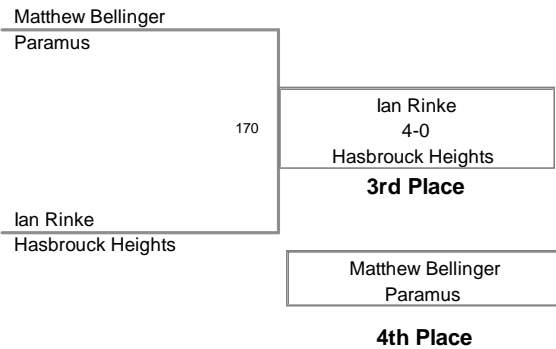 Matthew Bellinger
Paramus
170
Ian Rinke
4-0
Hasbrouck Heights
3rd Place
Ian Rinke
Hasbrouck Heights
Matthew Bellinger
Paramus
4th Place